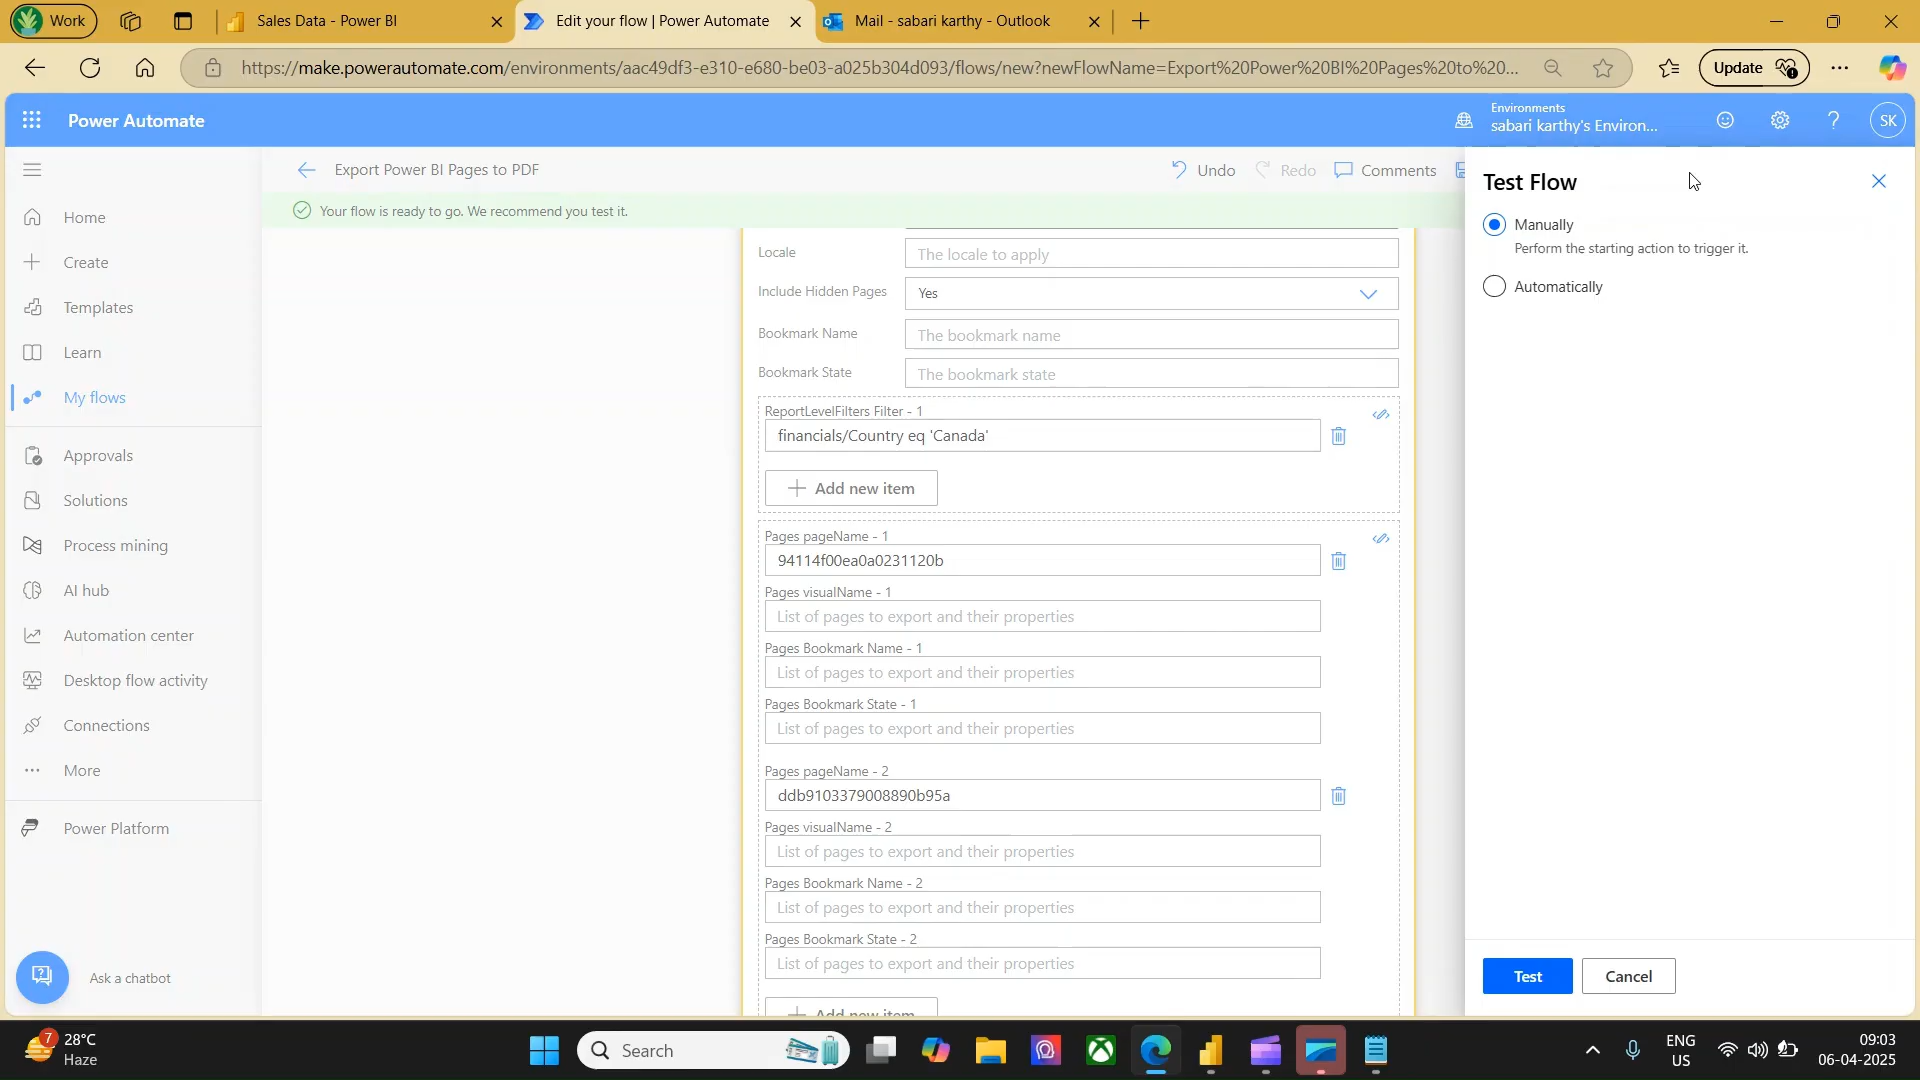 Work
Sales Data - Power BI
Edit your flow | Power Automate
Mail - sabari karthy - Outlook
https://make.powerautomate.com/environments/aac49df3-e310-e680-be03-a025b304d093/flows/new?newFlowName=Export%20Power%20BI%20Pages%20to%20...
Update
Power Automate
Environments
sabari karthy's Environ...
SK
Export Power BI Pages to PDF
Undo
Redo
Comments
Your flow is ready to go. We recommend you test it.
Home
Create
Templates
Learn
My flows
Approvals
Solutions
Process mining
AI hub
Automation center
Desktop flow activity
Connections
More
Power Platform
Ask a chatbot
Locale
The locale to apply
Include Hidden Pages
Yes
Bookmark Name
The bookmark name
Bookmark State
The bookmark state
ReportLevelFilters Filter - 1
financials/Country eq 'Canada'
Add new item
Pages pageName - 1
94114f00ea0a0231120b
Pages visualName - 1
List of pages to export and their properties
Pages Bookmark Name - 1
List of pages to export and their properties
Pages Bookmark State - 1
List of pages to export and their properties
Pages pageName - 2
ddb9103379008890b95a
Pages visualName - 2
List of pages to export and their properties
Pages Bookmark Name - 2
List of pages to export and their properties
Pages Bookmark State - 2
List of pages to export and their properties
Add new item
Test Flow
Manually
Perform the starting action to trigger it.
Automatically
Test
Cancel
7
28°C
Haze
Search
ENG
US
09:03
06-04-2025